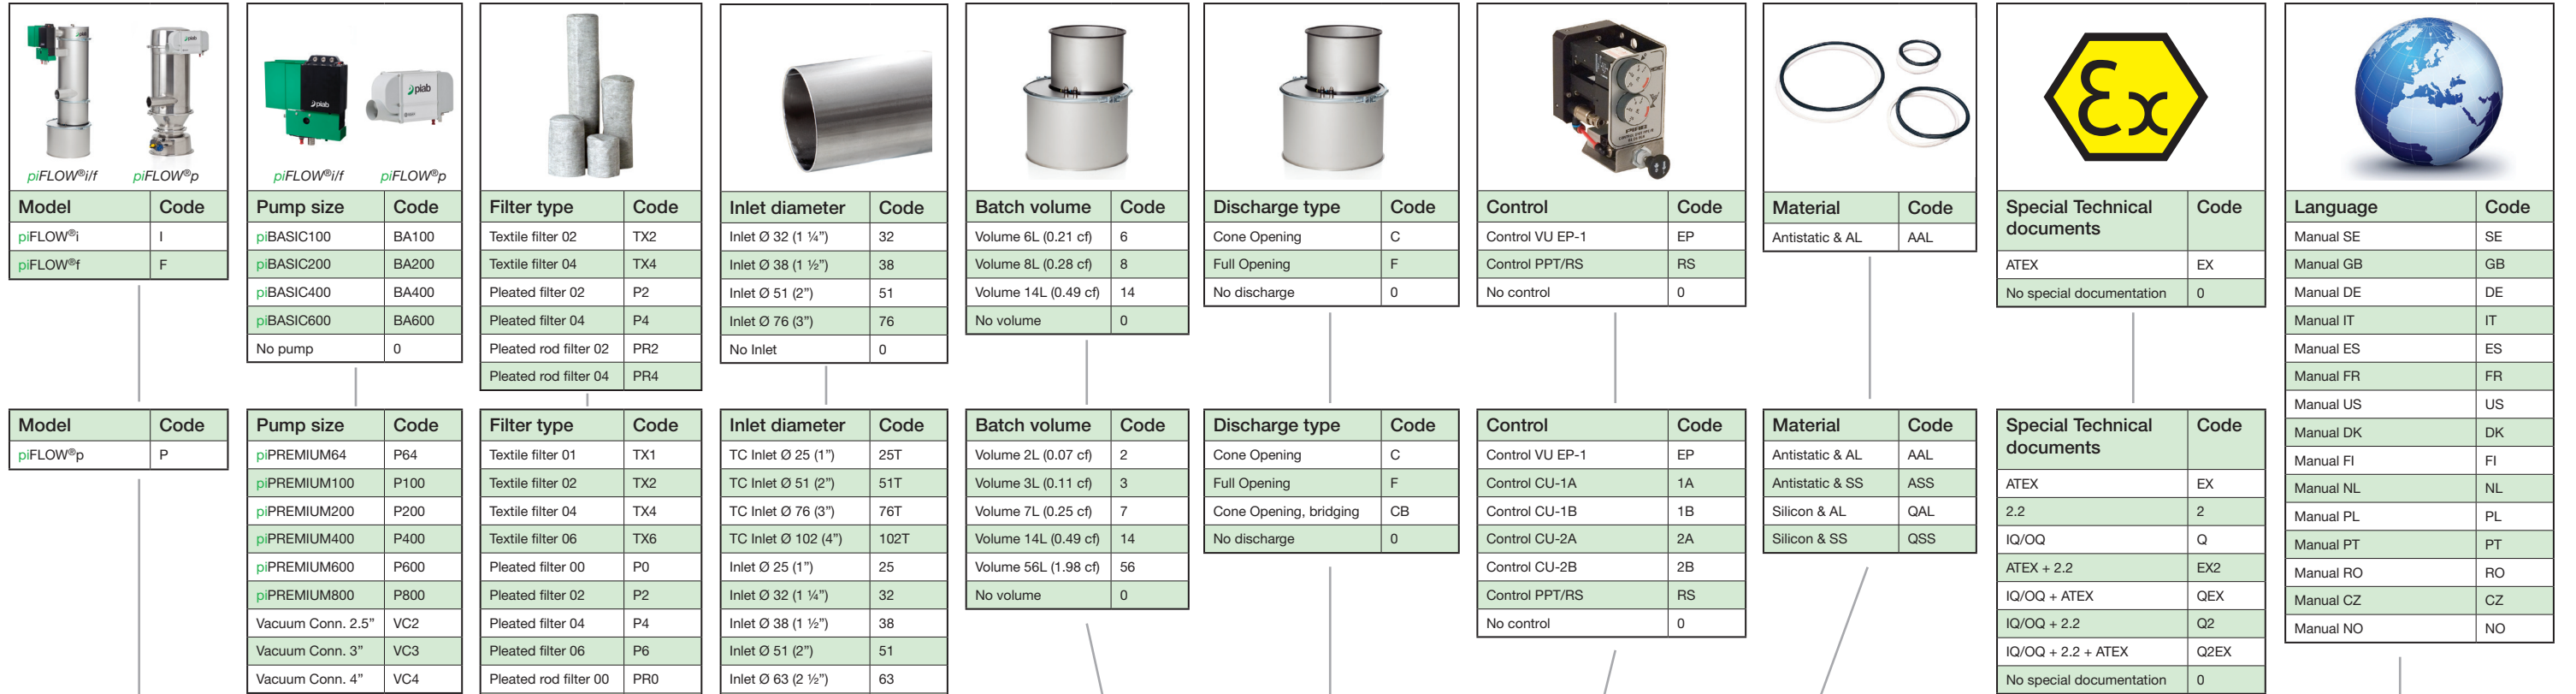 piab
piab
piab
piFLOW®i/f piFLOW®p
piFLOW®i/f piFLOW®p
Model Code
piFLOW®i I
piFLOW®f F
Pump size Code
piBASIC100 BA100
piBASIC200 BA200
piBASIC400 BA400
piBASIC600 BA600
No pump 0
Filter type Code
Textile filter 02 TX2
Textile filter 04 TX4
Pleated filter 02 P2
Pleated filter 04 P4
Pleated rod filter 02 PR2
Pleated rod filter 04 PR4
Inlet diameter Code
Inlet Ø 32 (1 ¼”) 32
Inlet Ø 38 (1 ½”) 38
Inlet Ø 51 (2”) 51
Inlet Ø 76 (3”) 76
No Inlet 0
Batch volume Code
Volume 6L (0.21 cf) 6
Volume 8L (0.28 cf) 8
Volume 14L (0.49 cf) 14
No volume 0
Discharge type Code
Cone Opening C
Full Opening F
No discharge 0
Control Code
Control VU EP-1 EP
Control PPT/RS RS
No control 0
Material Code
Antistatic & AL AAL
Ex
Special Technical documents Code
ATEX EX
No special documentation 0
Language Code
Manual SE SE
Manual GB GB
Manual DE DE
Manual IT IT
Manual ES ES
Manual FR FR
Manual US US
Manual DK DK
Manual FI FI
Manual NL NL
Manual PL PL
Manual PT PT
Manual RO RO
Manual CZ CZ
Manual NO NO
Model Code
piFLOW®p P
Pump size Code
piPREMIUM64 P64
piPREMIUM100 P100
piPREMIUM200 P200
piPREMIUM400 P400
piPREMIUM600 P600
piPREMIUM800 P800
Vacuum Conn. 2.5” VC2
Vacuum Conn. 3” VC3
Vacuum Conn. 4” VC4
Filter type Code
Textile filter 01 TX1
Textile filter 02 TX2
Textile filter 04 TX4
Textile filter 06 TX6
Pleated filter 00 P0
Pleated filter 02 P2
Pleated filter 04 P4
Pleated filter 06 P6
Pleated rod filter 00 PR0
Inlet diameter Code
TC Inlet Ø 25 (1”) 25T
TC Inlet Ø 51 (2”) 51T
TC Inlet Ø 76 (3”) 76T
TC Inlet Ø 102 (4”) 102T
Inlet Ø 25 (1”) 25
Inlet Ø 32 (1 ¼”) 32
Inlet Ø 38 (1 ½”) 38
Inlet Ø 51 (2”) 51
Inlet Ø 63 (2 ½”) 63
Batch volume Code
Volume 2L (0.07 cf) 2
Volume 3L (0.11 cf) 3
Volume 7L (0.25 cf) 7
Volume 14L (0.49 cf) 14
Volume 56L (1.98 cf) 56
No volume 0
Discharge type Code
Cone Opening C
Full Opening F
Cone Opening, bridging CB
No discharge 0
Control Code
Control VU EP-1 EP
Control CU-1A 1A
Control CU-1B 1B
Control CU-2A 2A
Control CU-2B 2B
Control PPT/RS RS
No control 0
Material Code
Antistatic & AL AAL
Antistatic & SS ASS
Silicon & AL QAL
Silicon & SS QSS
Special Technical documents Code
ATEX EX
2.2 2
IQ/OQ Q
ATEX + 2.2 EX2
IQ/OQ + ATEX QEX
IQ/OQ + 2.2 Q2
IQ/OQ + 2.2 + ATEX Q2EX
No special documentation 0